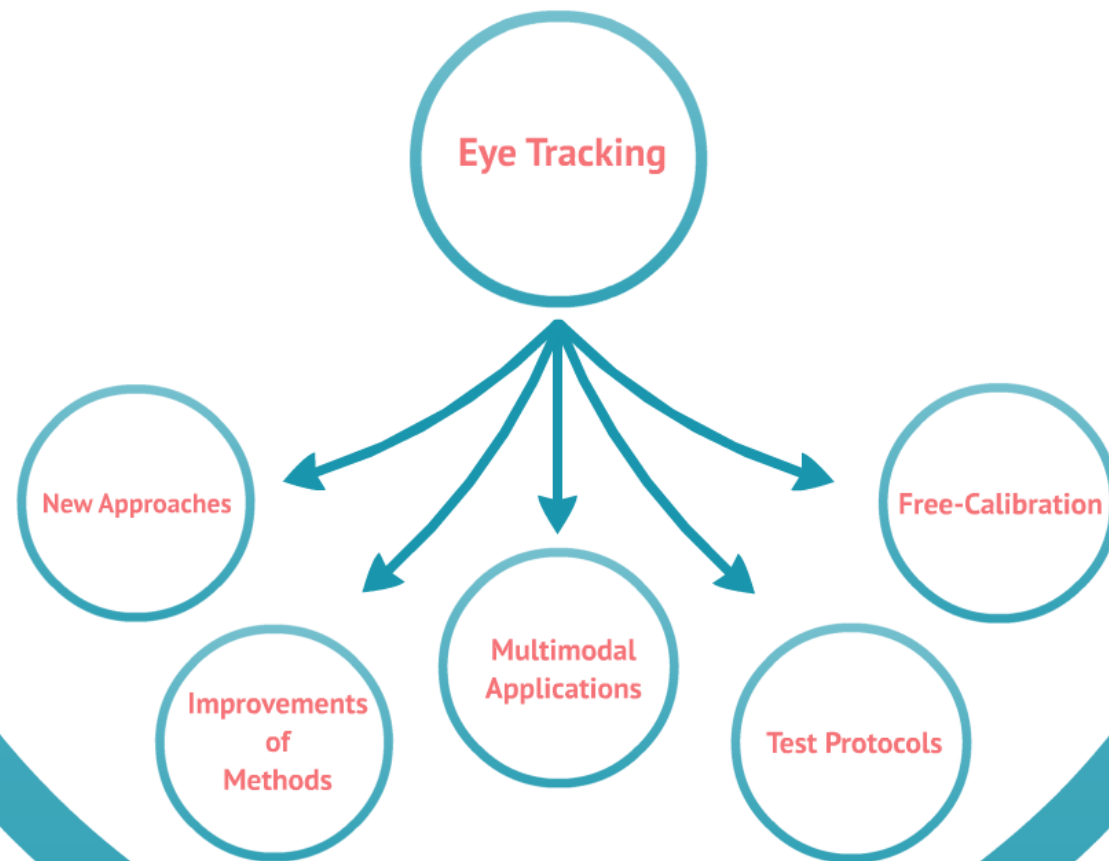 Eye Tracking
New Approaches
Free-Calibration
Improvements
of
Methods
Multimodal
Applications
Test Protocols